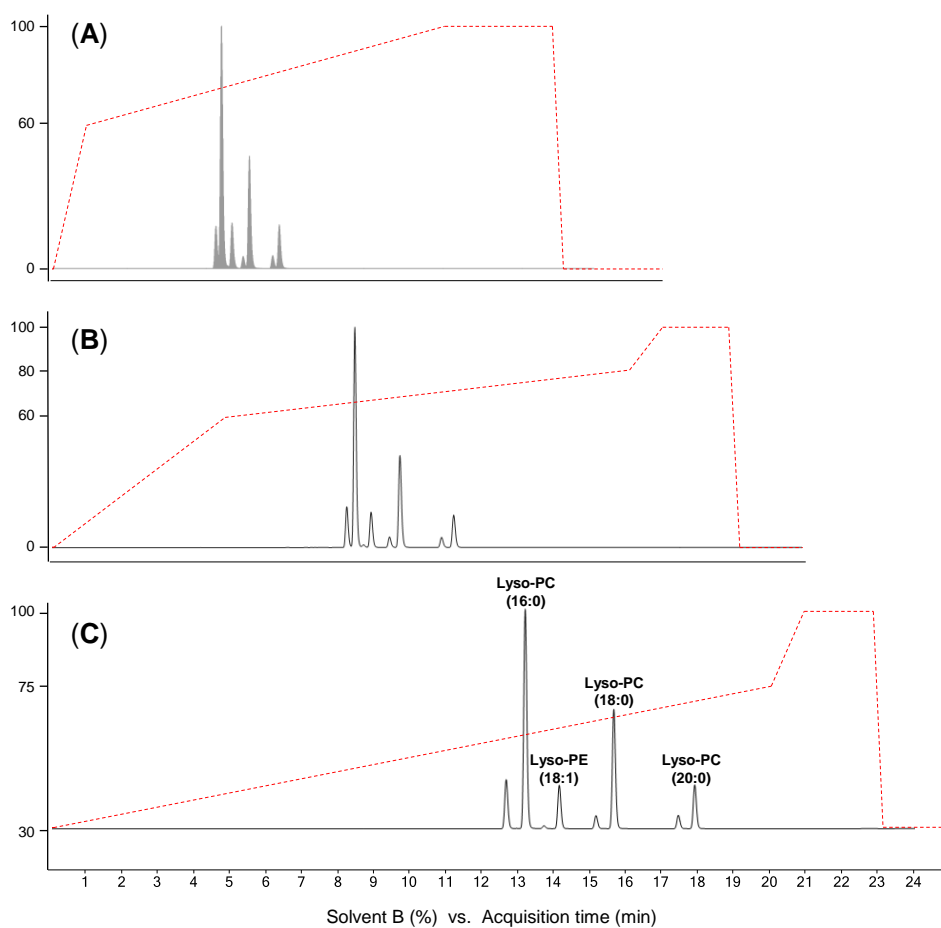 (A)
100
60
0
(B)
100
80
60
0
(C)
100
75
30
Lyso-PC
(16:0)
Lyso-PE
(18:1)
Lyso-PC
(18:0)
Lyso-PC
(20:0)
1 2 3 4 5 6 7 8 9 10 11 12 13 14 15 16 17 18 19 20 21 22 23 24
Solvent B (%) vs. Acquisition time (min)